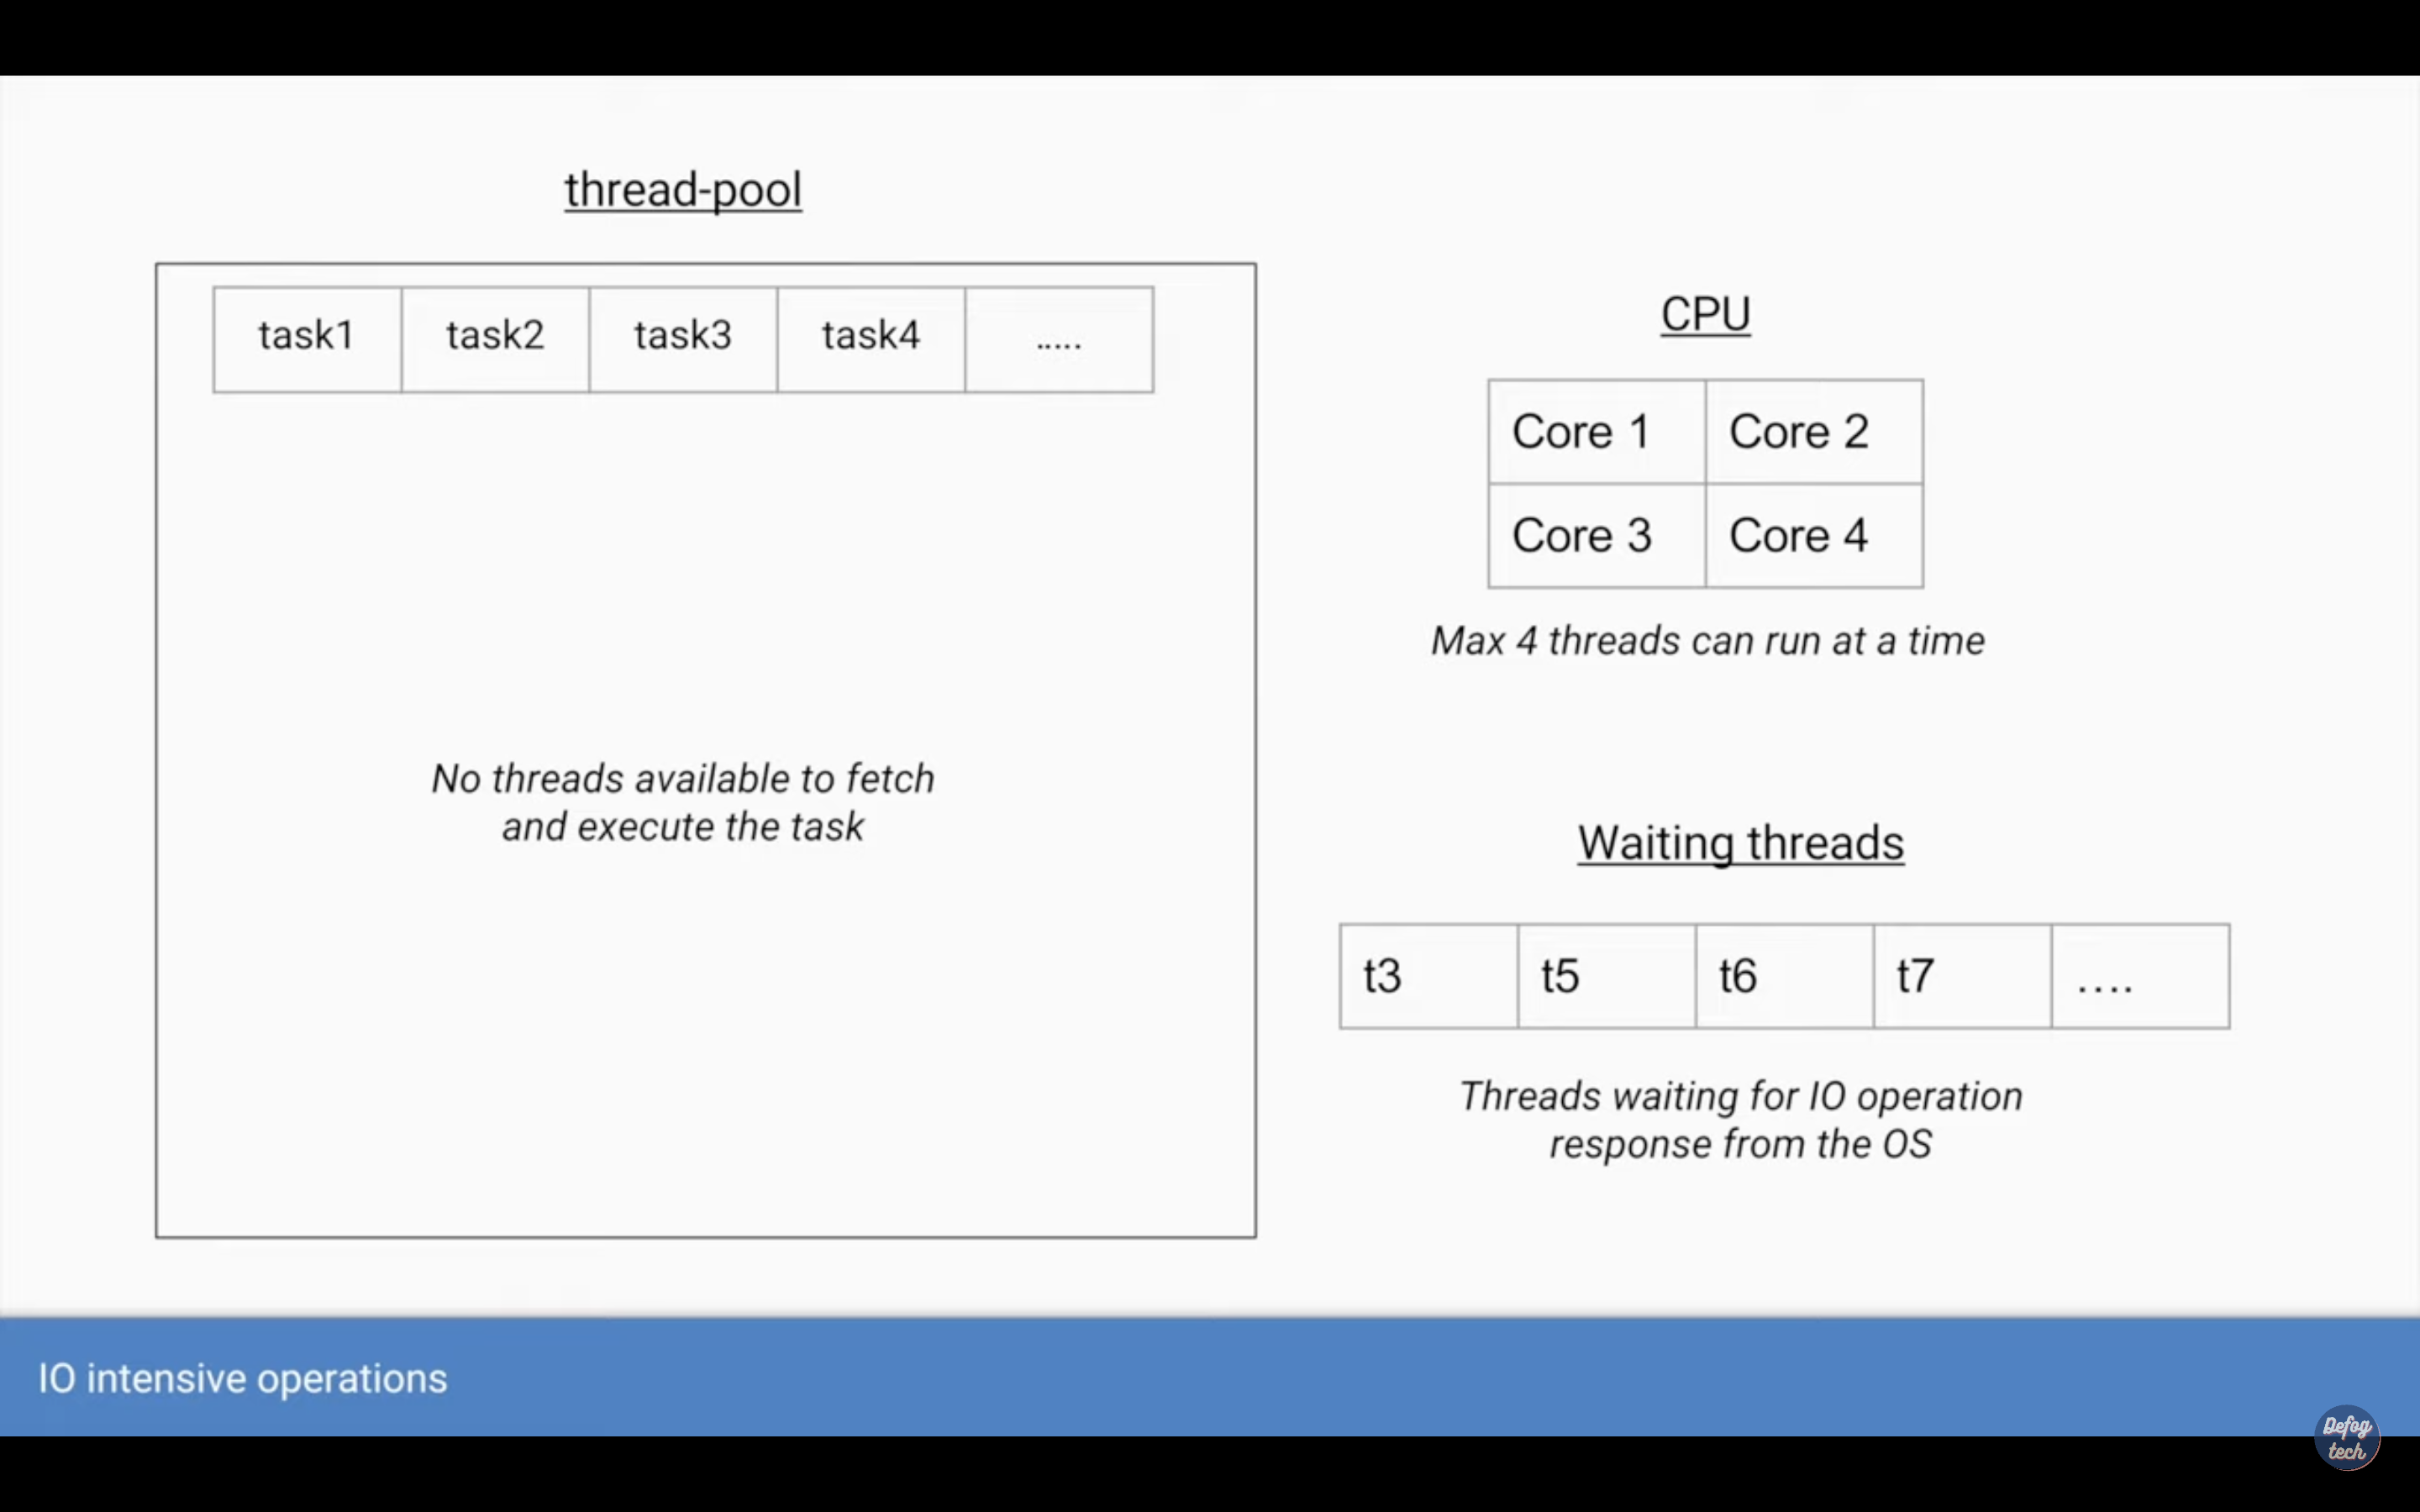 thread-pool
task1 task2 task3 task4 .....
No threads available to fetch
and execute the task
CPU
Core 1 Core 2
Core 3 Core 4
Max 4 threads can run at a time
Waiting threads
t3 t5 t6 t7 ....
Threads waiting for IO operation
response from the OS
IO intensive operations
Defog
tech